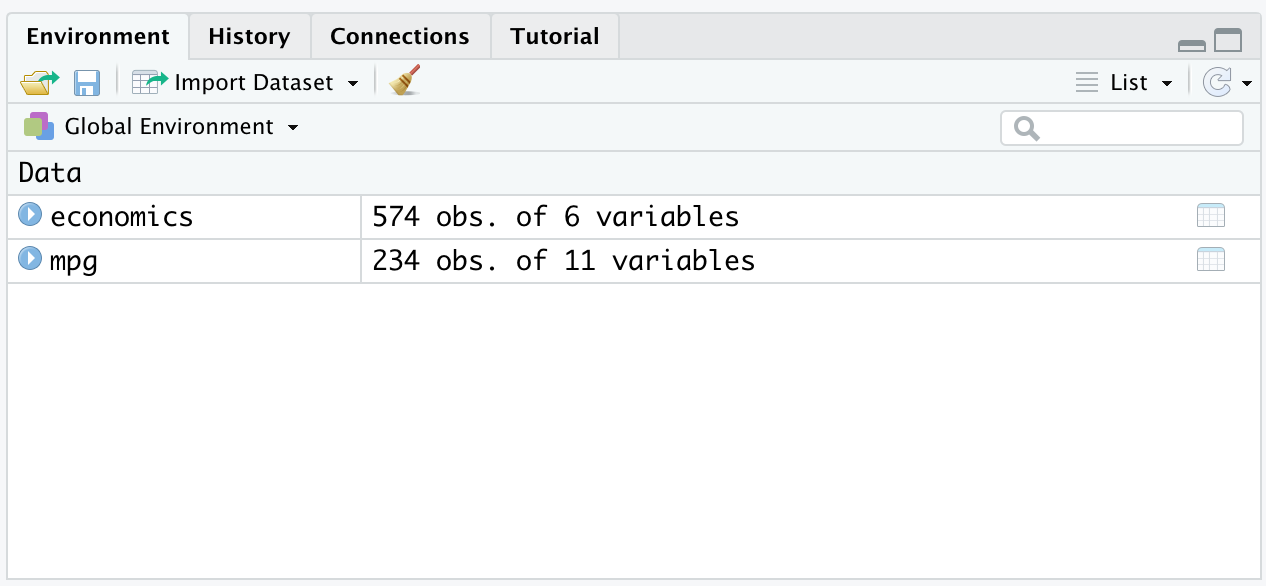 Environment History Connections Tutorial
Import Dataset List
Global Environment
Data
economics 574 obs. of 6 variables
mpg 234 obs. of 11 variables